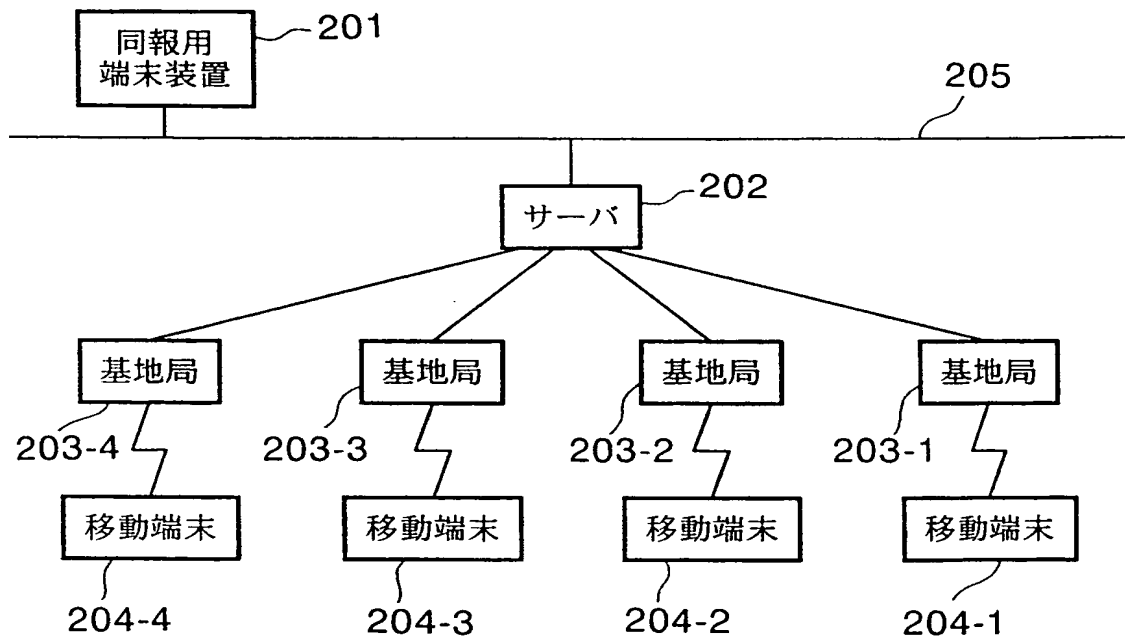 同報用
端末装置
201
205
サーバ
202
基地局
基地局
基地局
基地局
203-4
203-3
203-2
203-1
移動端末
移動端末
移動端末
移動端末
204-4
204-3
204-2
204-1